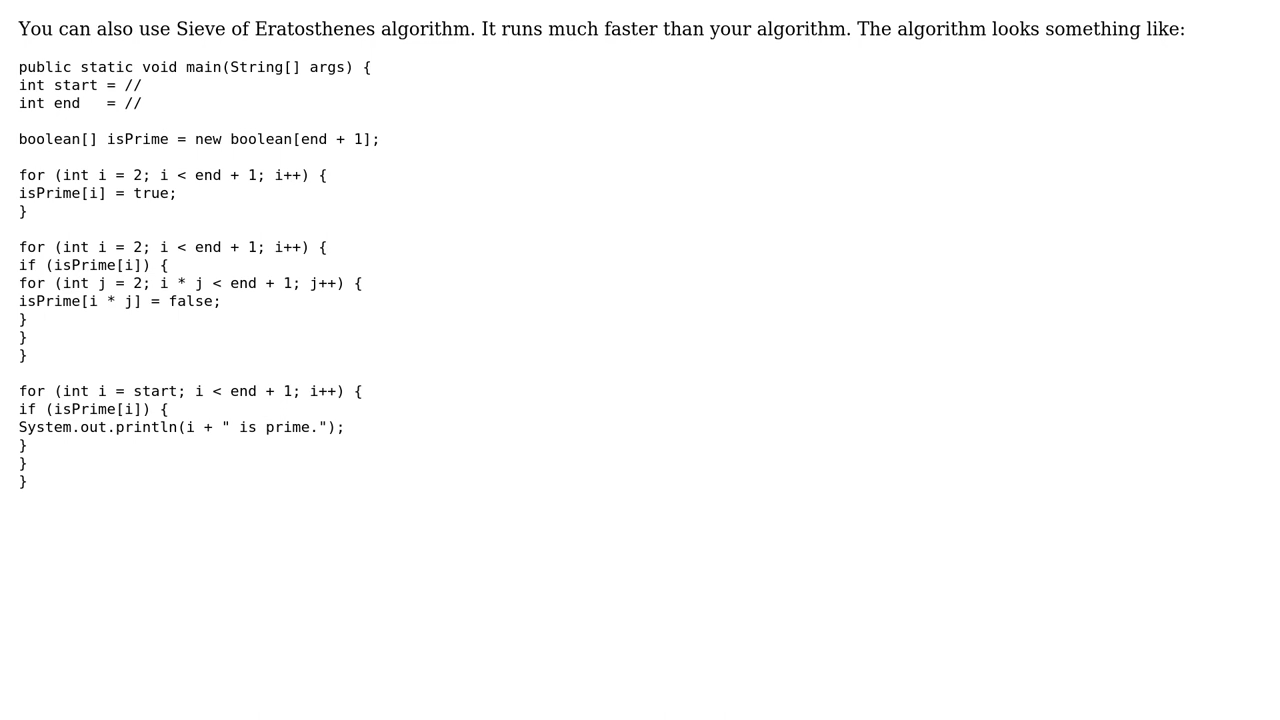 You can also use Sieve of Eratosthenes algorithm. It runs much faster than your algorithm. The algorithm looks something like:
public static void main(String[] args) {
int start = //
int end   = //
boolean[] isPrime = new boolean[end + 1];
for (int i = 2; i < end + 1; i++) {
isPrime[i] = true;
}
for (int i = 2; i < end + 1; i++) {
if (isPrime[i]) {
for (int j = 2; i * j < end + 1; j++) {
isPrime[i * j] = false;
}
}
}
for (int i = start; i < end + 1; i++) {
if (isPrime[i]) {
System.out.println(i + " is prime.");
}
}
}